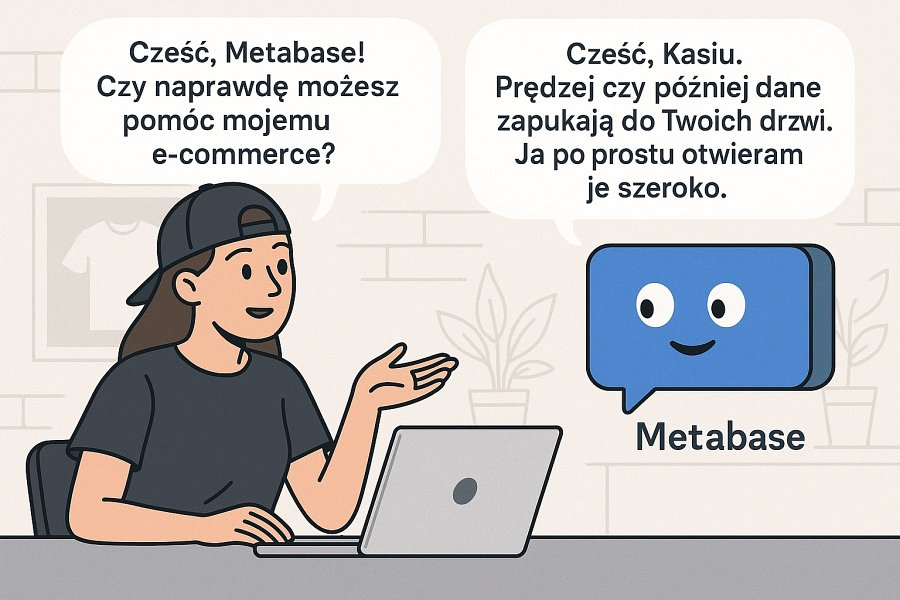 Cześć, Metabase!
Czy naprawdę możesz
pomóc mojemu
e-commerce?
Cześć, Kasiu.
Prędzej czy później dane
zapukają do Twoich drzwi.
Ja po prostu otwieram
je szeroko.
Metabase